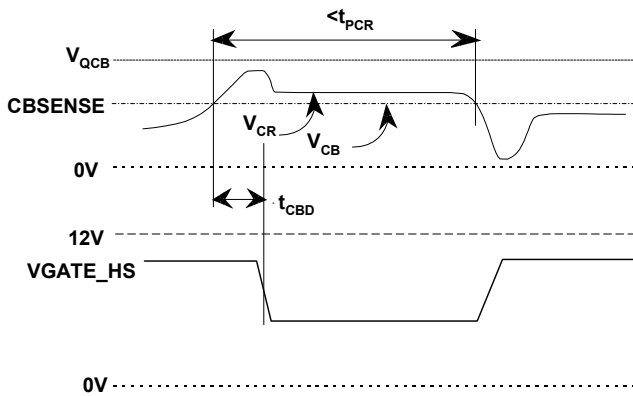 <tPCR
VQCB
CBSENSE
VCR
VCB
0V
tCBD
12V
VGATE_HS
0V